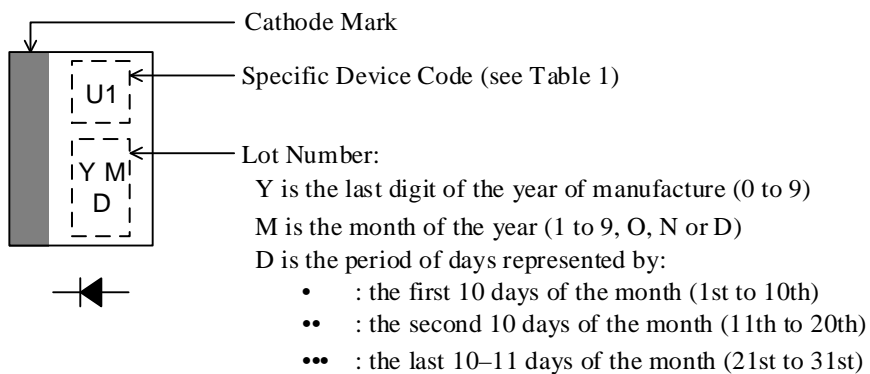 Cathode Mark
Specific Device Code (see Table 1)
U1
Lot Number:
Y M
D
Y is the last digit of the year of manufacture (0 to 9)
M is the month of the year (1 to 9, O, N or D)
D is the period of days represented by:
• : the first 10 days of the month (1st to 10th)
•• : the second 10 days of the month (11th to 20th)
••• : the last 10–11 days of the month (21st to 31st)